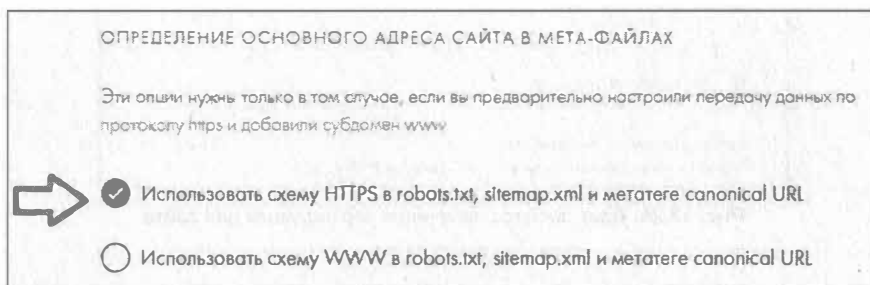 ОПРЕДЕЛЕНИЕ ОСНОВНОГО АДРЕСА САЙТА В МЕТА-ФАЙЛАХ
Эти опции нужны только в том случае, если вы предварительно настроили передачу данных по
протоколу https и добавили субдомен www
Использовать схему HTTPS в robots.txt, sitemap.xml и метатеге canonical URL
Использовать схему WWW в robots.txt, sitemap.xml и метатеге canonical URL